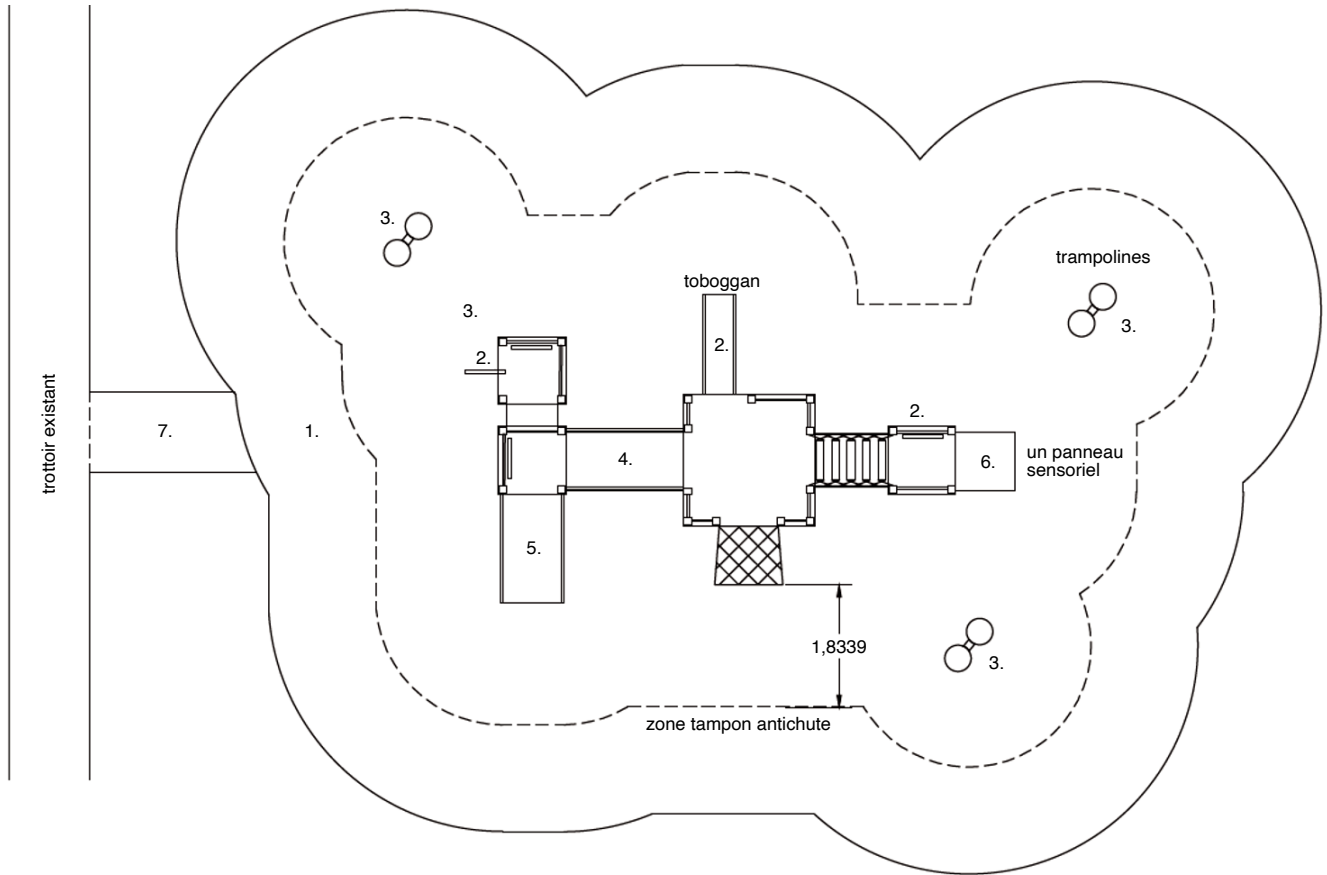 3.
trampolines
toboggan
3.
3.
2.
2.
trottoir existant
7.
1.
2.
4.
6.
un panneau
sensoriel
5.
1,8339
3.
zone tampon antichute